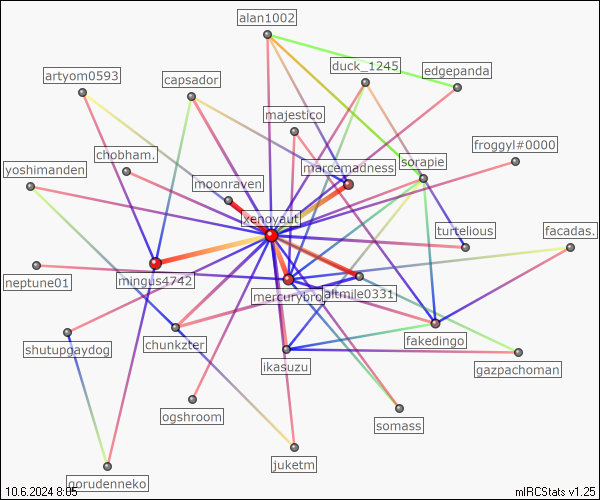 alan1002
duck_1245
edgepanda
artyom0593
capsador
majestico
froggyl#0000
chobham.
marcemadness
sorapie
yoshimanden
moonraven
xenoyaut
turtelious
facadas.
neptune01
mingus4742
mercurybro
altmile0331
shutupgaydog
chunkzter
fakedingo
ikasuzu
gazpachoman
ogshroom
somass
juketm
gorudenneko
10.6.2024 8:05
mIRCStats v1.25